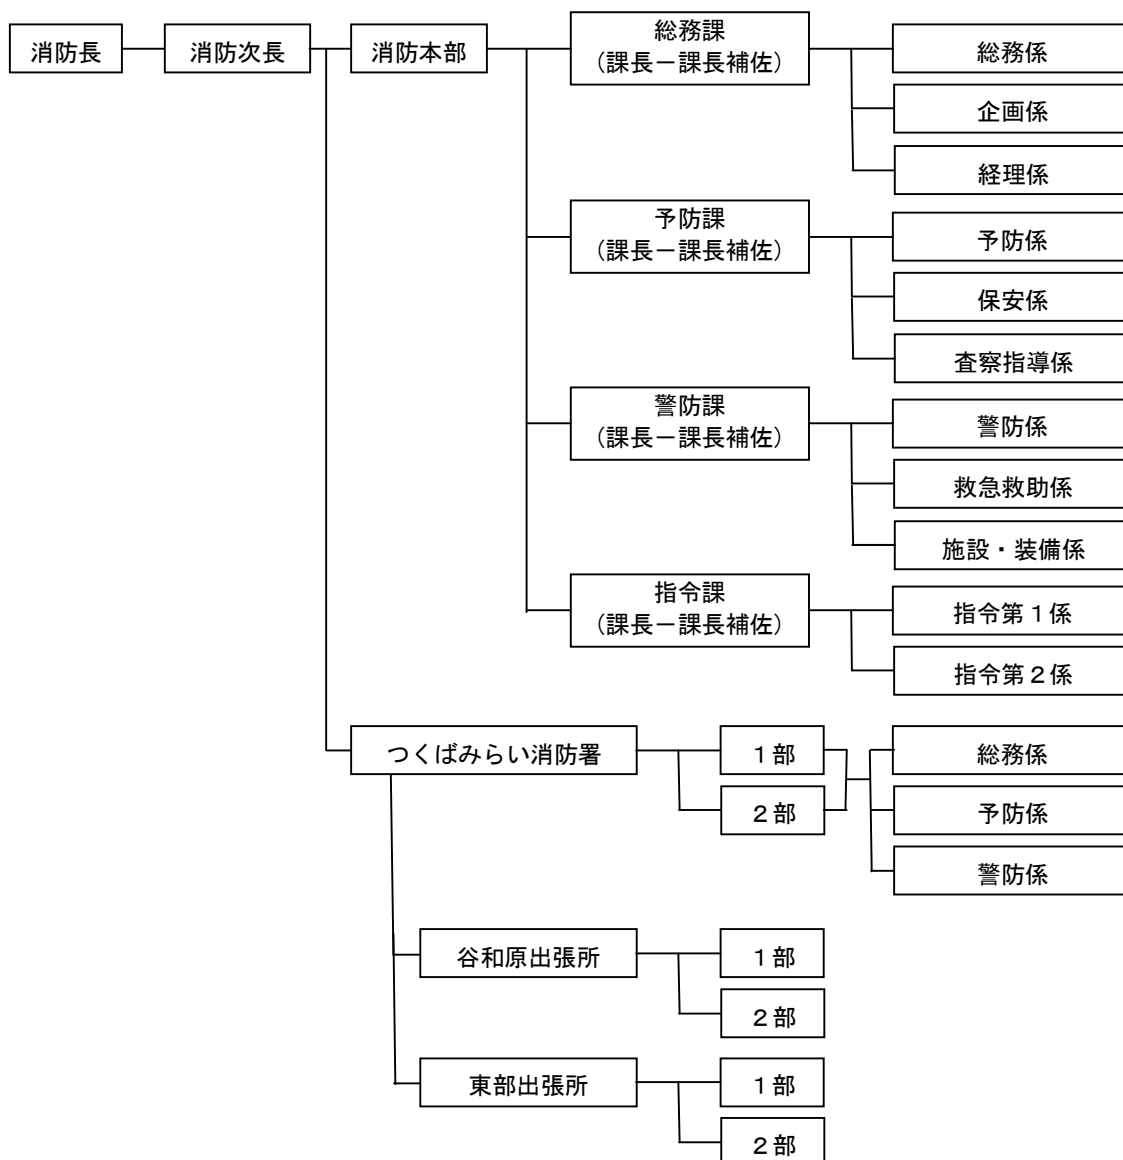 消防長
消防次長
消防本部
総務課
（課長－課長補佐）
総務係
企画係
経理係
予防課
（課長－課長補佐）
予防係
保安係
査察指導係
警防課
（課長－課長補佐）
警防係
救急救助係
施設・装備係
指令課
（課長－課長補佐）
指令第１係
指令第２係
つくばみらい消防署
１部
２部
総務係
予防係
警防係
谷和原出張所
１部
２部
東部出張所
１部
２部